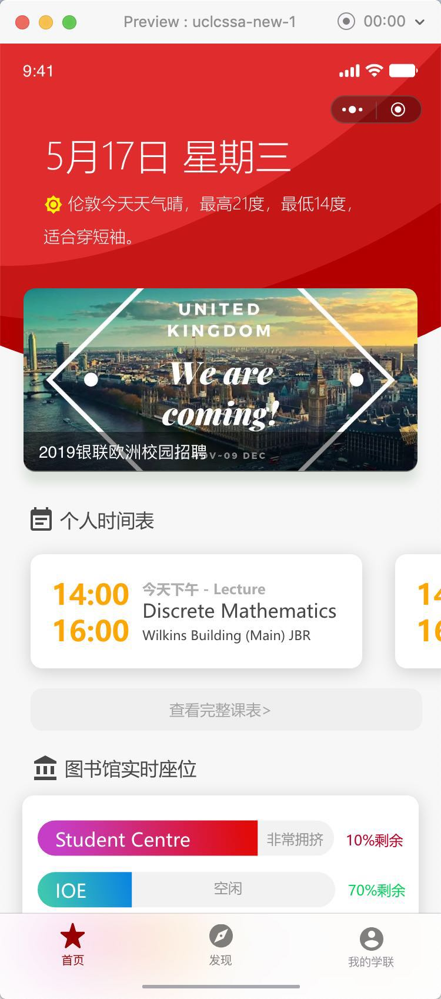 Preview : uclcssa-new-1
00:00
9:41
5月17日 星期三
伦敦今天天气晴，最高21度，最低14度，
适合穿短袖。
UNITED
KINGDOM
We are
coming!
2019银联欧洲校园招聘
V~09 DEC
个人时间表
14:00
16:00
今天下午 - Lecture
Discrete Mathematics
Wilkins Building (Main) JBR
查看完整课表>
图书馆实时座位
Student Centre 非常拥挤 10%剩余
IOE 空闲 70%剩余
首页 发现 我的学联